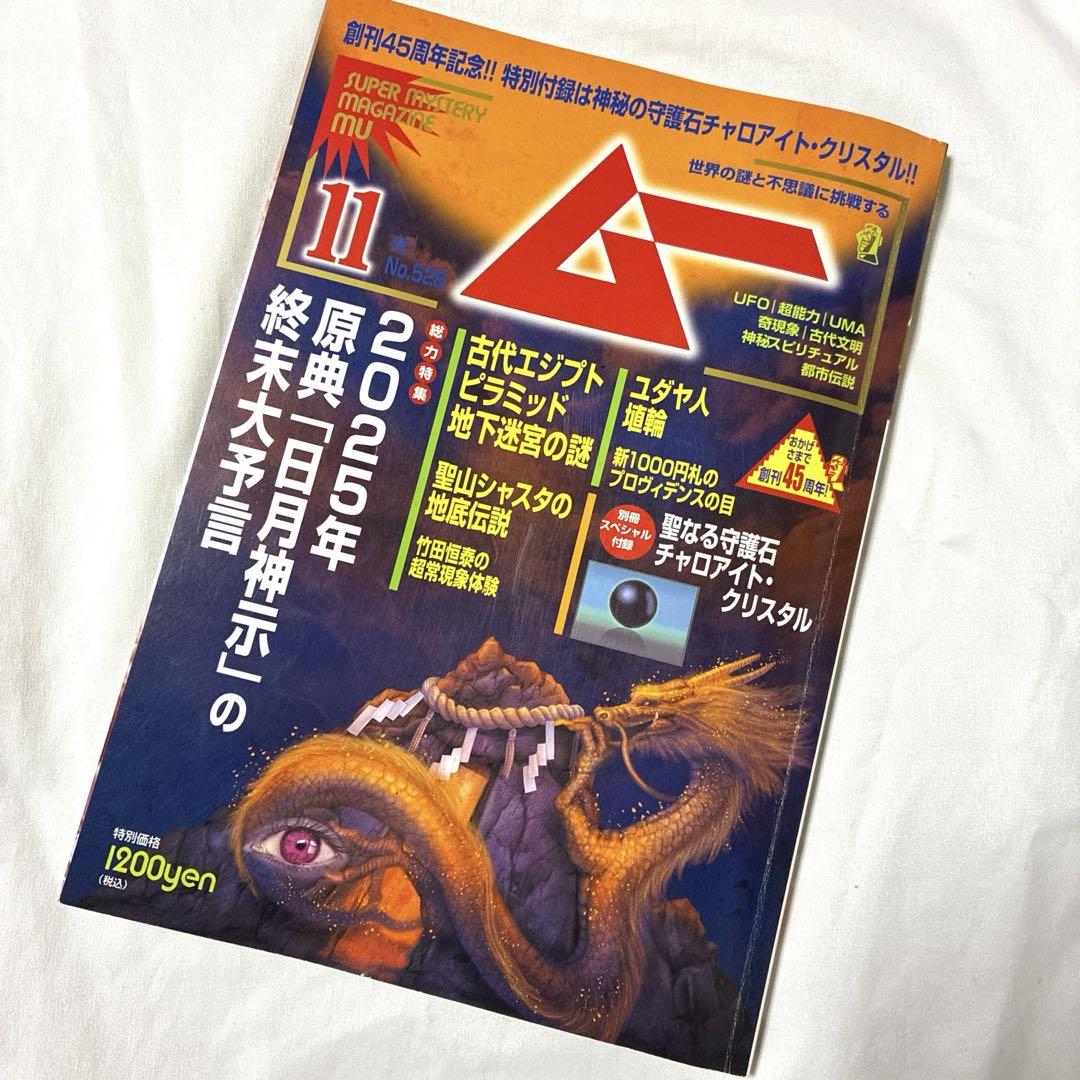 創刊45周年記念!! 特別付録は神秘の守護石チャロアイト・クリスタル!!
SUPER MYSTERY
MAGAZINE
MU
世界の謎と不思議に挑戦する
ムー
11
月
UFO|超能力|UMA
奇現象|古代文明
神秘スピリチュアル
都市伝説
総力特集
2025年
原典「日月神示」の
終末大予言
古代エジプト
ピラミッド
地下迷宮の謎
聖山シャスタの
地底伝説
竹田恒泰の
超常現象体験
ユダヤ人
埴輪
新1000円札の
プロヴィデンスの目
おかげ
さまで
創刊45周年!
別冊
スペシャル
付録
聖なる守護石
チャロアイト・
クリスタル
特別価格
1200yen
(税込)